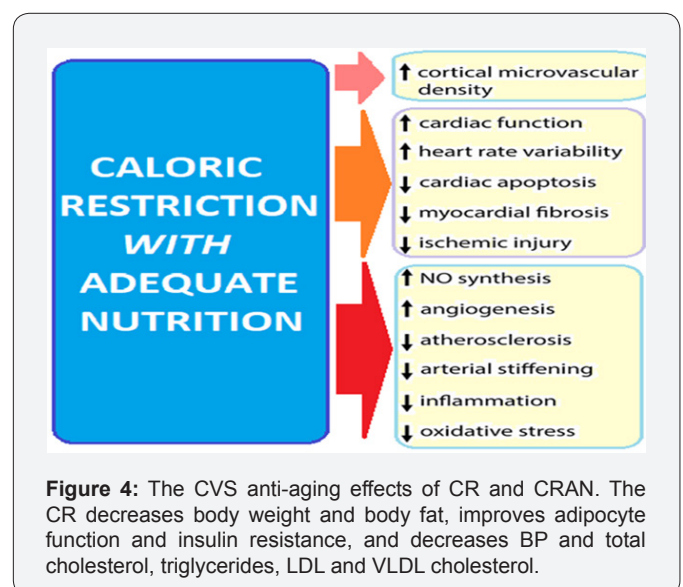 CALORIC
RESTRICTION
WITH
ADEQUATE
NUTRITION
↑ cortical microvascular
density
↑ cardiac function
↑ heart rate variability
↓ cardiac apoptosis
↓ myocardial fibrosis
↓ ischemic injury
↑ NO synthesis
↑ angiogenesis
↓ atherosclerosis
↓ arterial stiffening
↓ inflammation
↓ oxidative stress
Figure 4: The CVS anti-aging effects of CR and CRAN. The
CR decreases body weight and body fat, improves adipocyte
function and insulin resistance, and decreases BP and total
cholesterol, triglycerides, LDL and VLDL cholesterol.